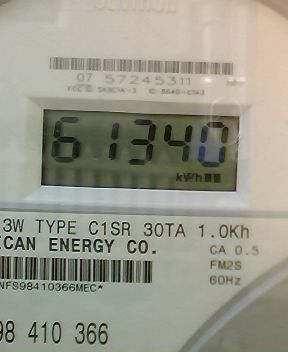 07 57245311
61340
kWh
3W TYPE C1SR 30TA 1.0Kh
ICAN ENERGY CO.
CA 0.5
FM2S
60Hz
NFS98410366MEC*
98 410 366